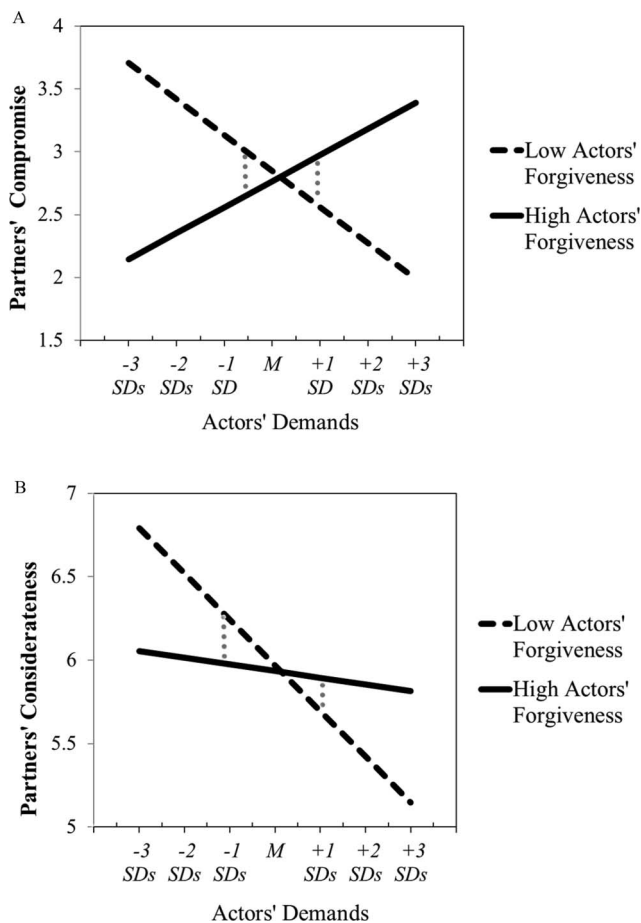 A
4
3.5
3
2.5
2
1.5
Partners' Compromise
-3 -2 -1 M +1 +2 +3
SDs SDs SD SD SDs SDs
Actors' Demands
Low Actors'
Forgiveness
High Actors'
Forgiveness
B
7
6.5
6
5.5
5
Partners' Considerateness
-3 -2 -1 M +1 +2 +3
SDs SDs SDs SDs SDs SDs
Actors' Demands
Low Actors'
Forgiveness
High Actors'
Forgiveness